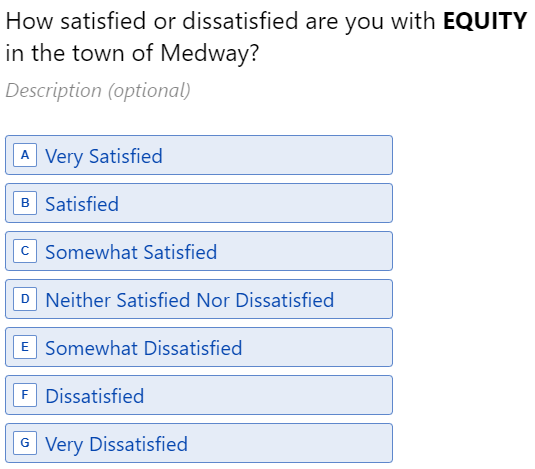 How satisfied or dissatisfied are you with EQUITY
in the town of Medway?
Description (optional)
A Very Satisfied
B Satisfied
C Somewhat Satisfied
D Neither Satisfied Nor Dissatisfied
E Somewhat Dissatisfied
F Dissatisfied
G Very Dissatisfied